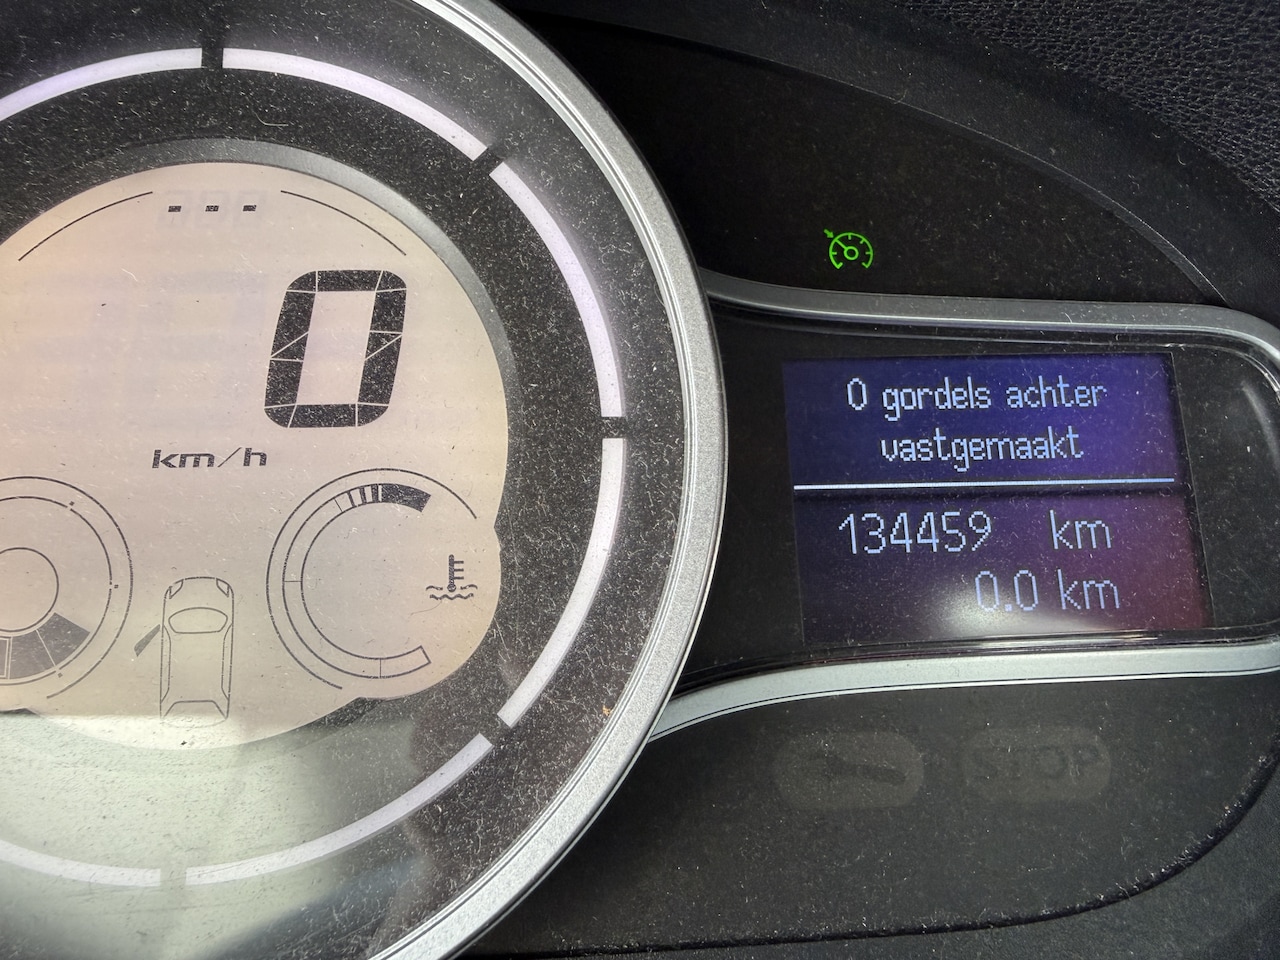 ---
0
km/h
0 gordels achter
vastgemaakt
134459 km
0.0 km
STOP